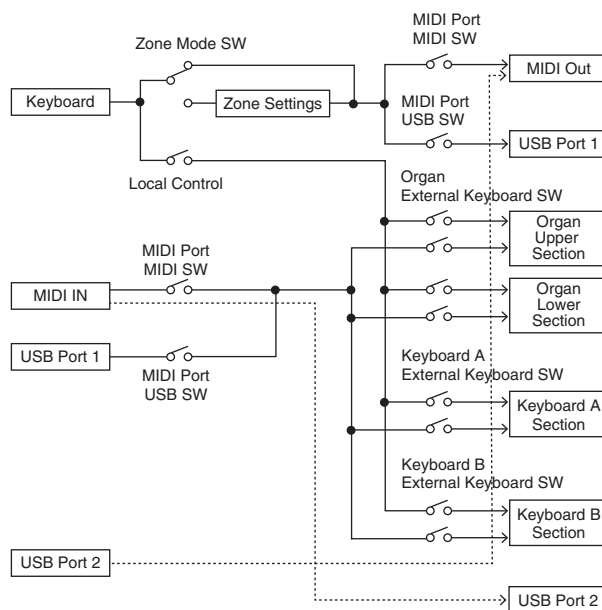 MIDI Port
MIDI SW
Zone Mode SW
MIDI Out
Keyboard
Zone Settings
MIDI Port
USB SW
USB Port 1
Local Control
Organ
External Keyboard SW
Organ
Upper
Section
MIDI Port
MIDI SW
MIDI IN
Organ
Lower
Section
USB Port 1
MIDI Port
USB SW
Keyboard A
External Keyboard SW
Keyboard A
Section
Keyboard B
External Keyboard SW
Keyboard B
Section
USB Port 2
USB Port 2